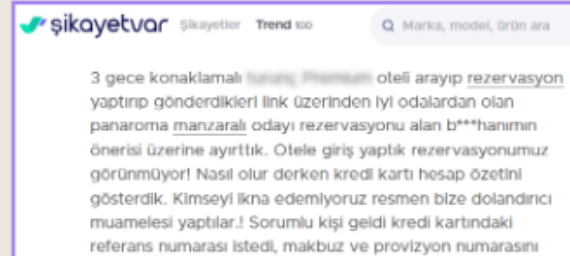 şikayetvar Şikayetler Trend 100 Marka, model, ürün ara
3 gece konaklamalı Premium oteli arayıp rezervasyon
yaptırıp gönderdikleri link üzerinden iyi odalardan olan
panaroma manzaralı odayı rezervasyonu alan b***hanımın
önerisi üzerine ayırttık. Otele giriş yaptık rezervasyonumuz
görünmüyor! Nasıl olur derken kredi kartı hesap özetini
gösterdik. Kimseyi ikna edemiyoruz resmen bize dolandırıcı
muamelesi yaptılar.! Sorumlu kişi geldi kredi kartındaki
referans numarası istedi, makbuz ve provizyon numarasını